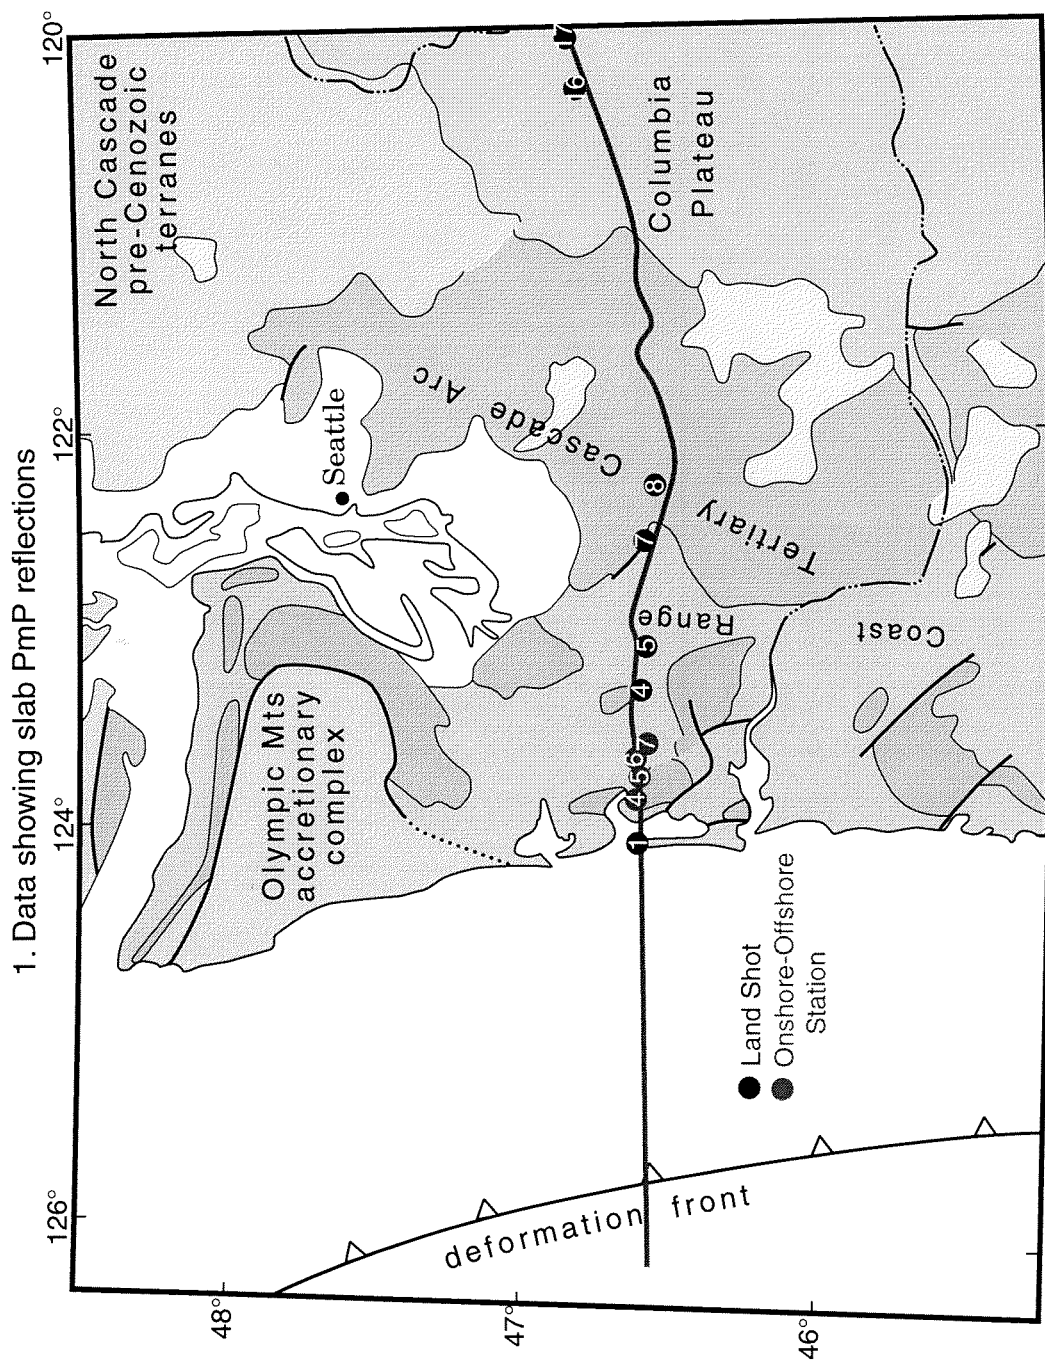 1. Data showing slab PmP reflections
126°
124°
122°
120°
48°
47°
46°
North Cascade
pre-Cenozoic
terranes
Seattle
Olympic Mts
accretionary
complex
Cascade Arc
Columbia
Plateau
Tertiary
Coast Range
1
4
5
6
7
4
5
7
8
16
17
deformation front
Land Shot
Onshore-Offshore
Station